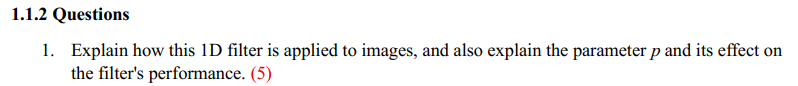 1.1.2 Questions
1. Explain how this 1D filter is applied to images, and also explain the parameter p and its effect on
the filter's performance. (5)